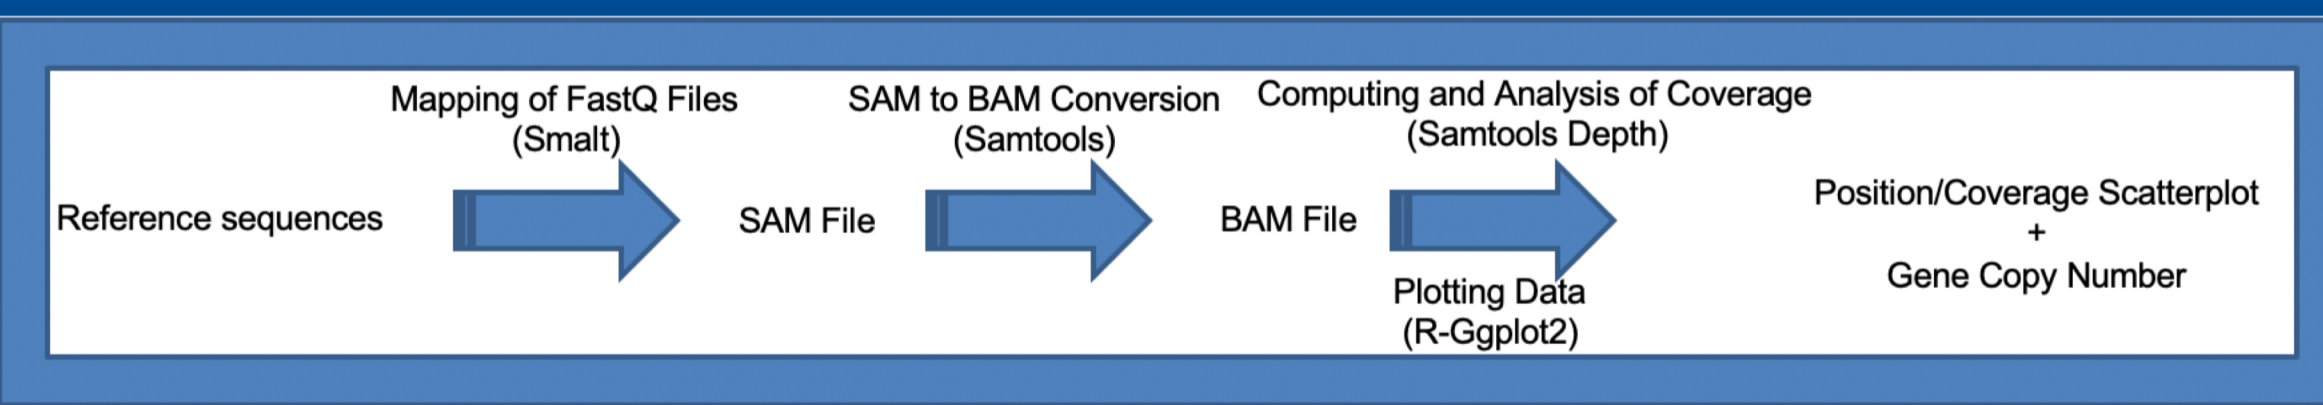 Reference sequences
Mapping of FastQ Files
(Smalt)
SAM File
SAM to BAM Conversion
(Samtools)
BAM File
Computing and Analysis of Coverage
(Samtools Depth)
Plotting Data
(R-Ggplot2)
Position/Coverage Scatterplot
+
Gene Copy Number